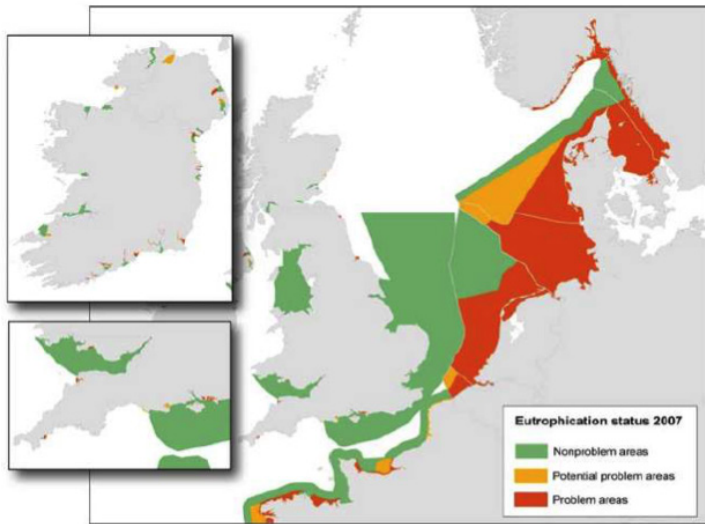 Eutrophication status 2007
Nonproblem areas
Potential problem areas
Problem areas